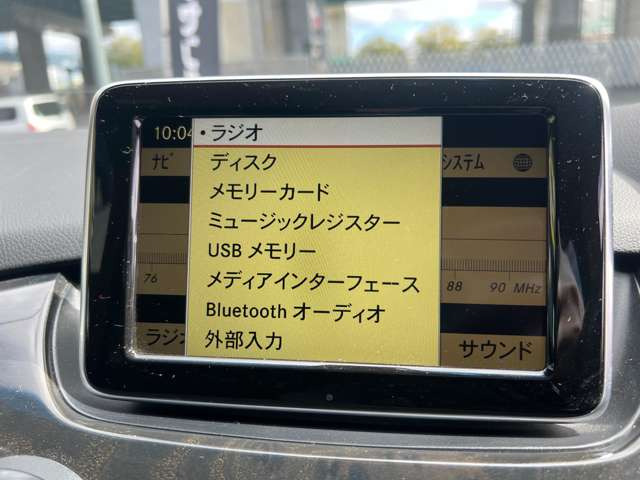 10:04
・ラジオ
ナビ
ディスク
システム
メモリーカード
ミュージックレジスター
USB メモリー
76
メディアインターフェース
88 90 MHz
Bluetooth オーディオ
ラジオ
外部入力
サウンド